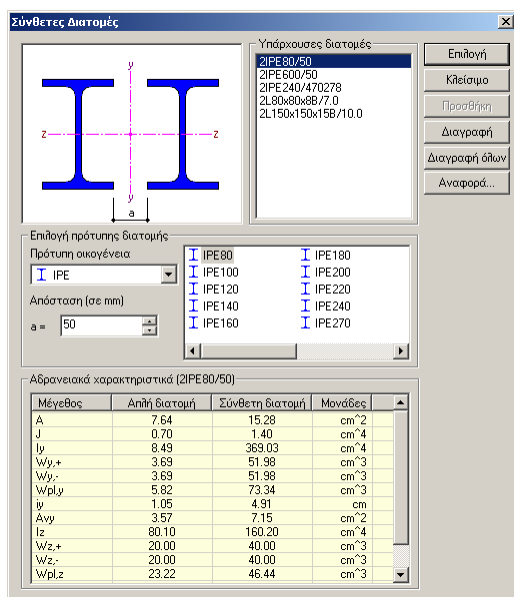 Σύνθετες Διατομές
y
z
z
y
a
Υπάρχουσες διατομές
2IPE80/50
2IPE600/50
2IPE240/470278
2L80x80x8B/7.0
2L150x150x15B/10.0
Επιλογή
Κλείσιμο
Προσθήκη
Διαγραφή
Διαγραφή όλων
Αναφορά...
Επιλογή πρότυπης διατομής
Πρότυπη οικογένεια
IPE
Απόσταση (σε mm)
a = 50
IPE80 IPE180
IPE100 IPE200
IPE120 IPE220
IPE140 IPE240
IPE160 IPE270
Αδρανειακά χαρακτηριστικά (2IPE80/50)
Μέγεθος Απλή διατομή Σύνθετη διατομή Μονάδες
A 7.64 15.28 cm^2
J 0.70 1.40 cm^4
Iy 8.49 369.03 cm^4
Wy,+ 3.69 51.98 cm^3
Wy,- 3.69 51.98 cm^3
Wpl,y 5.82 73.34 cm^3
iy 1.05 4.91 cm
Avy 3.57 7.15 cm^2
Iz 80.10 160.20 cm^4
Wz,+ 20.00 40.00 cm^3
Wz,- 20.00 40.00 cm^3
Wpl,z 23.22 46.44 cm^3